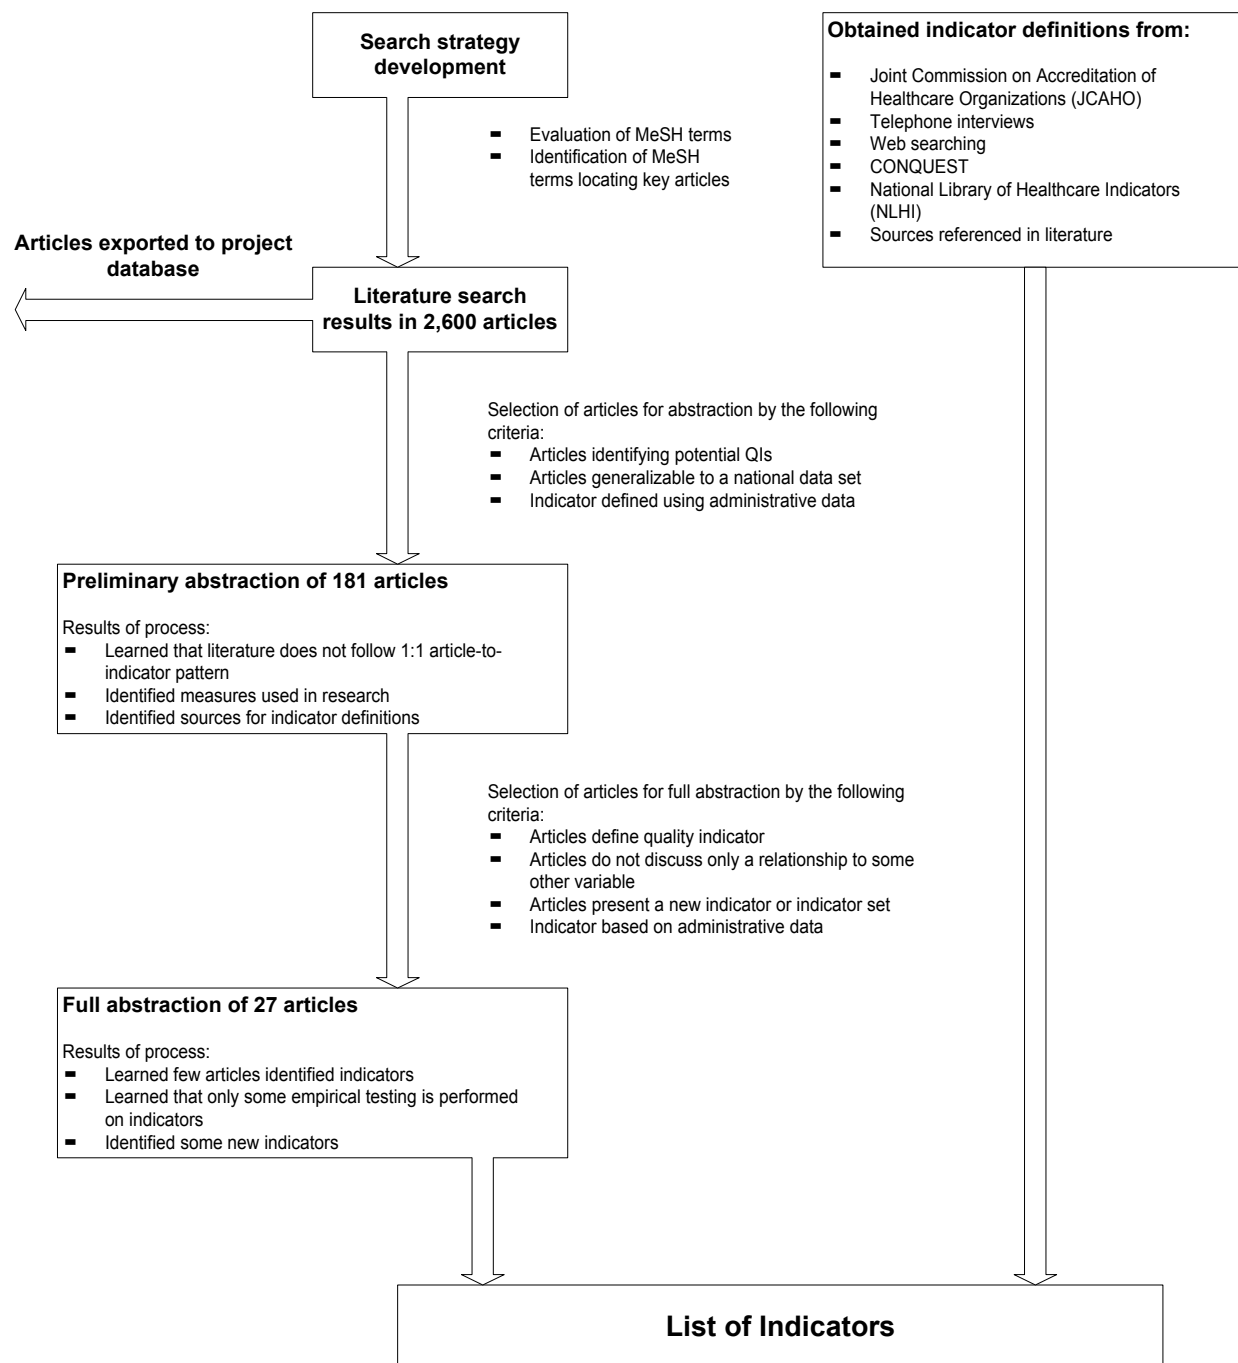 Search strategy
development
▬ Evaluation of MeSH terms
▬ Identification of MeSH
terms locating key articles
Articles exported to project
database
Literature search
results in 2,600 articles
Selection of articles for abstraction by the following
criteria:
▬ Articles identifying potential QIs
▬ Articles generalizable to a national data set
▬ Indicator defined using administrative data
Preliminary abstraction of 181 articles
Results of process:
▬ Learned that literature does not follow 1:1 article-to-
indicator pattern
▬ Identified measures used in research
▬ Identified sources for indicator definitions
Selection of articles for full abstraction by the following
criteria:
▬ Articles define quality indicator
▬ Articles do not discuss only a relationship to some
other variable
▬ Articles present a new indicator or indicator set
▬ Indicator based on administrative data
Full abstraction of 27 articles
Results of process:
▬ Learned few articles identified indicators
▬ Learned that only some empirical testing is performed
on indicators
▬ Identified some new indicators
Obtained indicator definitions from:
▬ Joint Commission on Accreditation of
Healthcare Organizations (JCAHO)
▬ Telephone interviews
▬ Web searching
▬ CONQUEST
▬ National Library of Healthcare Indicators
(NLHI)
▬ Sources referenced in literature
List of Indicators